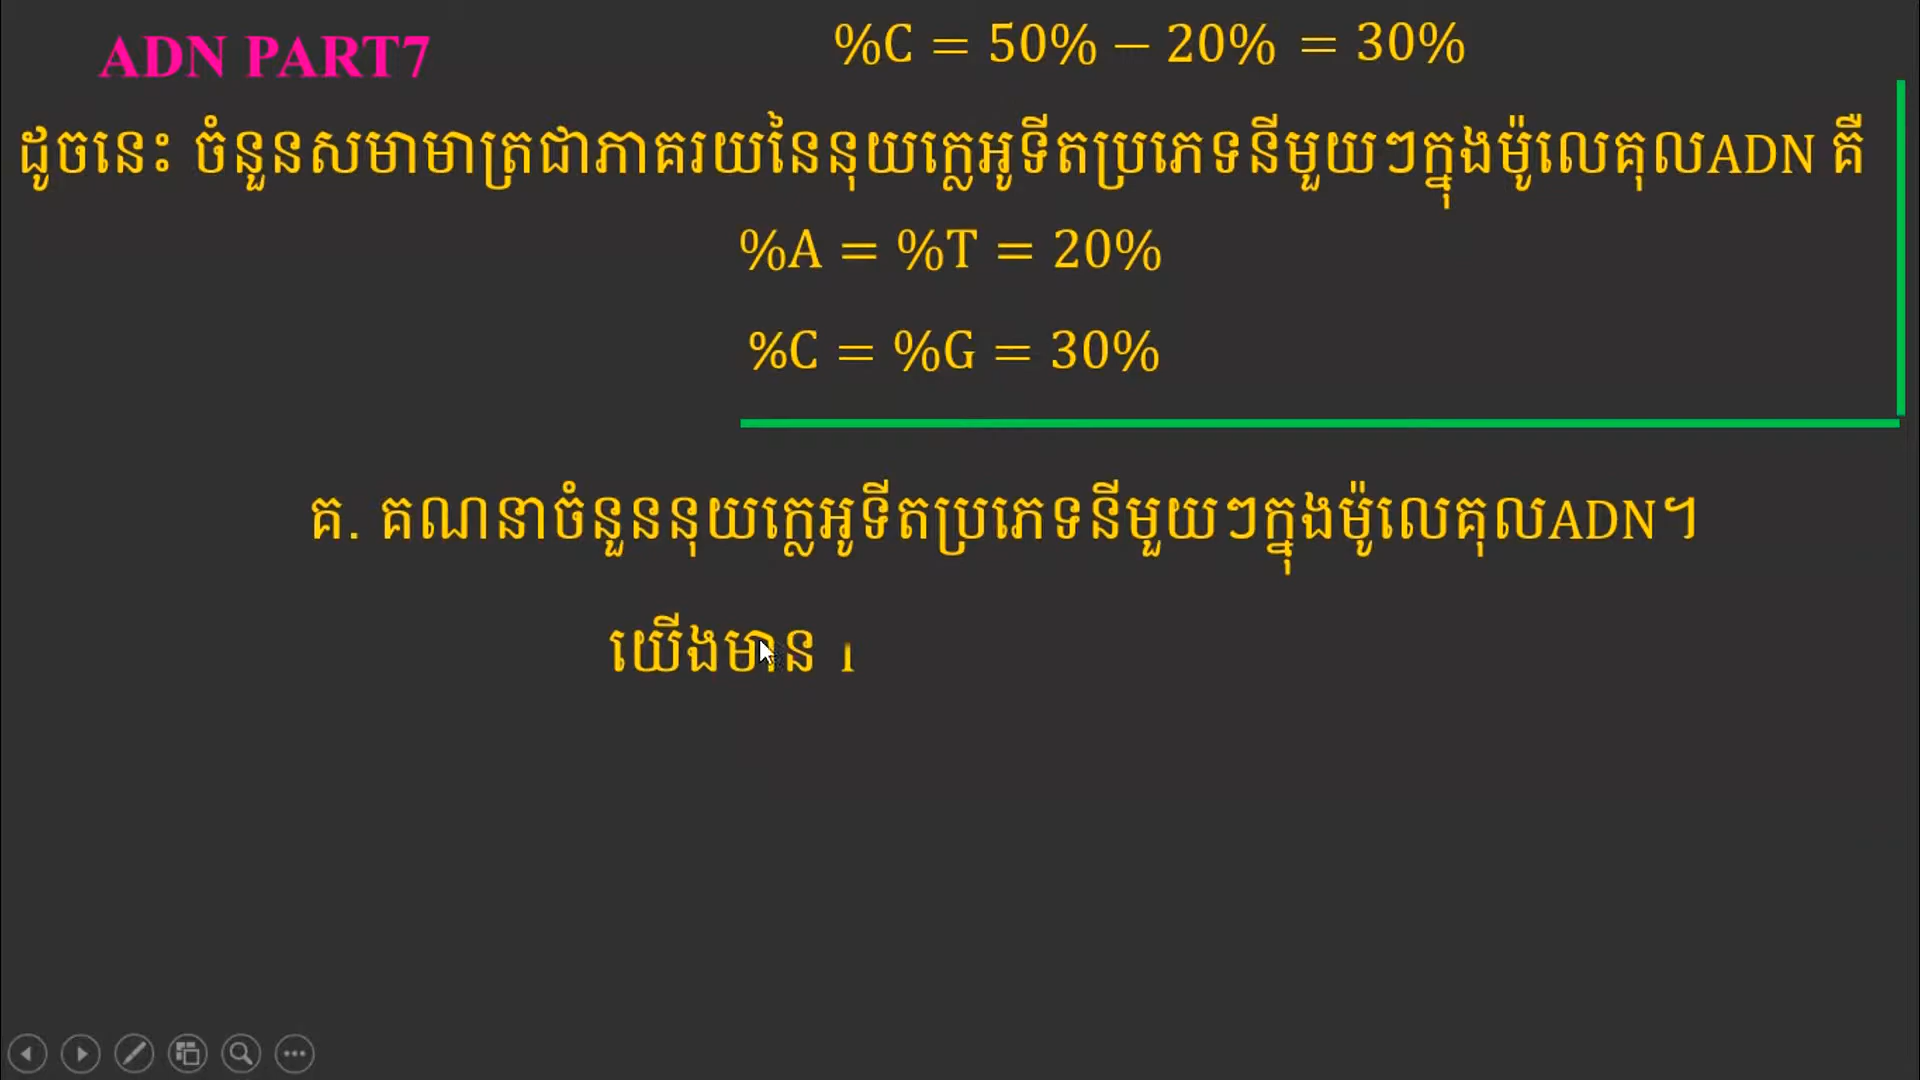 ADN PART7
%C = 50% − 20% = 30%
ដូចនេះ ចំនួនសមាមាត្រជាភាគរយនៃនុយក្លេអូទីតប្រភេទនីមួយៗក្នុងម៉ូលេគុលADN គឺ
%A = %T = 20%
%C = %G = 30%
គ. គណនាចំនួននុយក្លេអូទីតប្រភេទនីមួយៗក្នុងម៉ូលេគុលADN។
យើងមាន